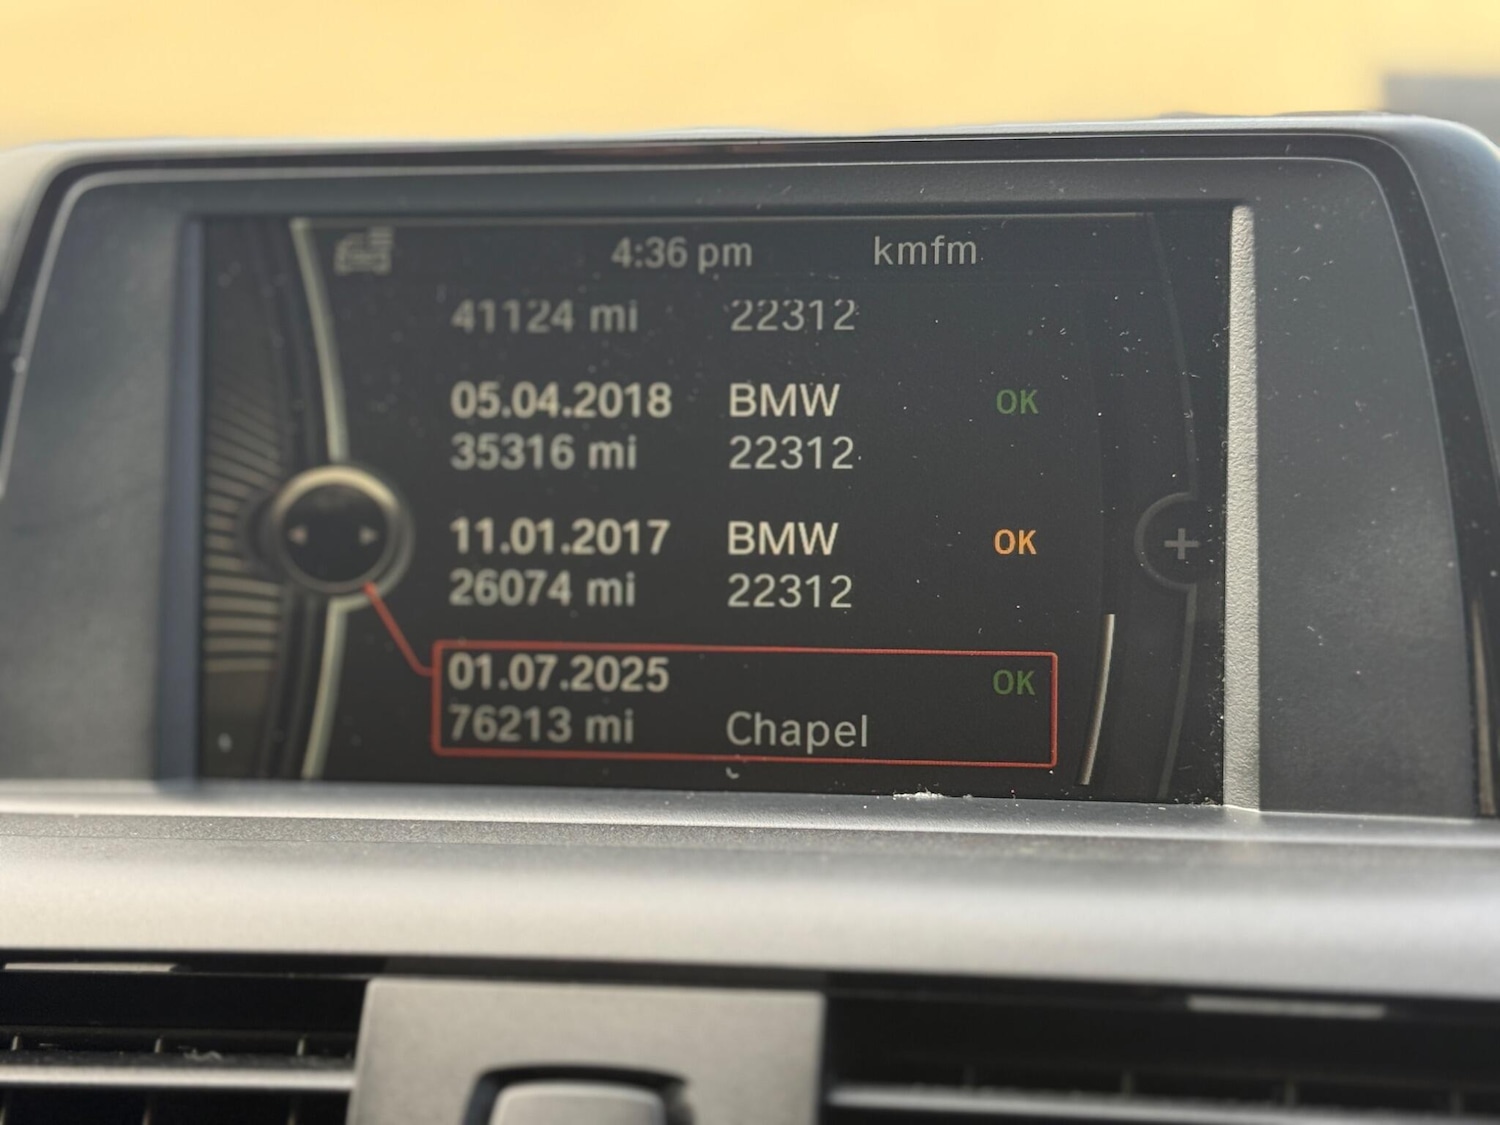 4:36 pm kmfm
41124 mi 22312
05.04.2018 BMW OK
35316 mi 22312
11.01.2017 BMW OK
26074 mi 22312
01.07.2025 OK
76213 mi Chapel
+